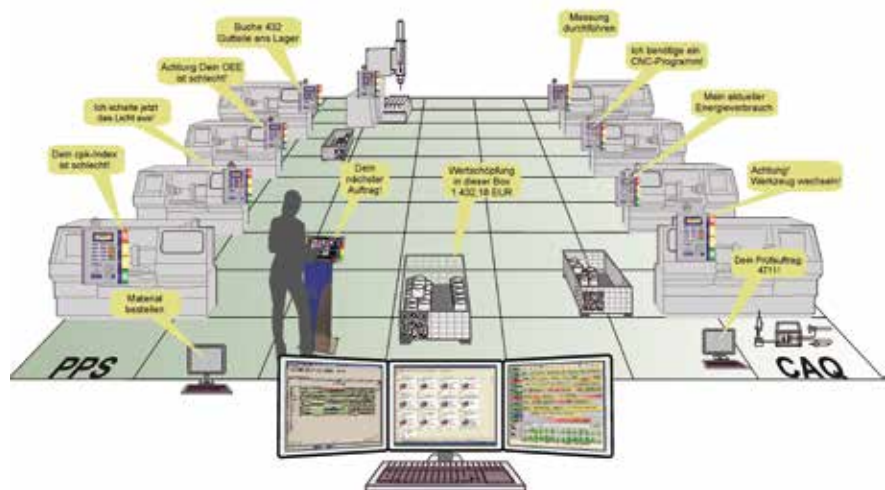 Suche 432
Gutteile ans Lager
Messung
durchführen
Achtung Dein OEE
ist schlecht!
Ich benötige ein
CNC-Programm!
Ich schalte jetzt
das Licht aus!
Mein aktueller
Energieverbrauch
Dein cpk-Index
ist schlecht!
Dein
nächster
Auftrag!
Wertschöpfung
in dieser Box
1 432,18 EUR
Achtung!
Werkzeug wechseln!
Material
bestellen
Dein Prüfauftrag
4711!
PPS
CAQ